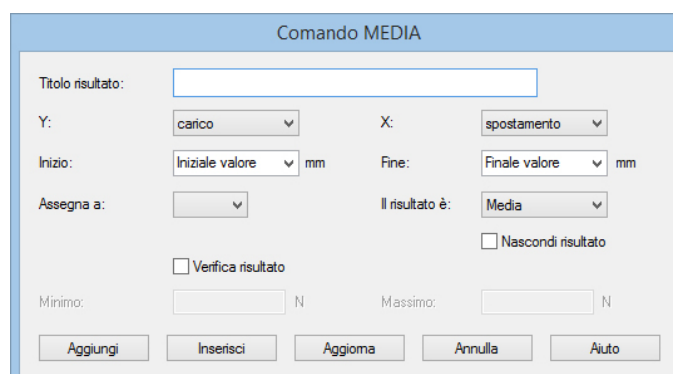 Comando MEDIA
Titolo risultato:
Y: carico X: spostamento
Inizio: Iniziale valore mm Fine: Finale valore mm
Assegna a: Il risultato è: Media
Nascondi risultato
Verifica risultato
Minimo: N Massimo: N
Aggiungi Inserisci Aggiorna Annulla Aiuto